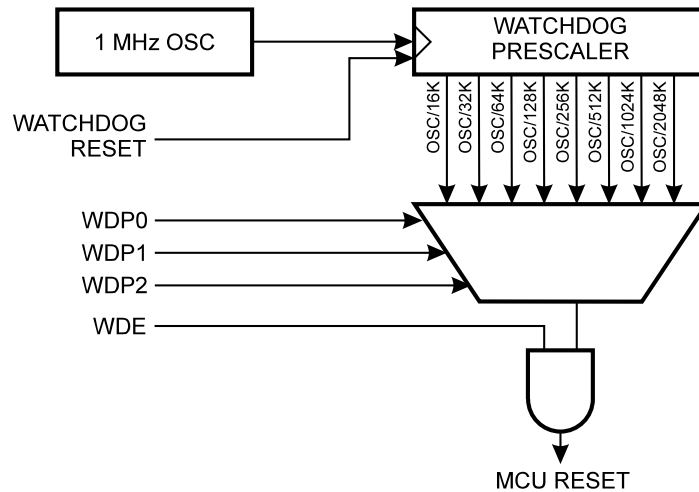 1 MHz OSC
WATCHDOG
PRESCALER
WATCHDOG
RESET
OSC/16K
OSC/32K
OSC/64K
OSC/128K
OSC/256K
OSC/512K
OSC/1024K
OSC/2048K
WDP0
WDP1
WDP2
WDE
MCU RESET